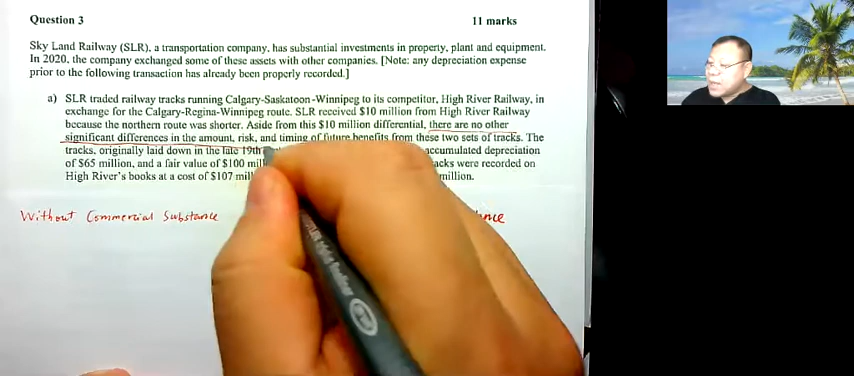 Question 3 11 marks
Sky Land Railway (SLR), a transportation company, has substantial investments in property, plant and equipment.
In 2020, the company exchanged some of these assets with other companies. [Note: any depreciation expense
prior to the following transaction has already been properly recorded.]
a) SLR traded railway tracks running Calgary-Saskatoon-Winnipeg to its competitor, High River Railway, in
exchange for the Calgary-Regina-Winnipeg route. SLR received $10 million from High River Railway
because the northern route was shorter. Aside from this $10 million differential, there are no other
significant differences in the amount, risk, and timing of future benefits from these two sets of tracks. The
tracks, originally laid down in the late 19th accumulated depreciation
of $65 million, and a fair value of $100 mil were recorded on
High River's books at a cost of $107 mil million.
Without Commercial Substance